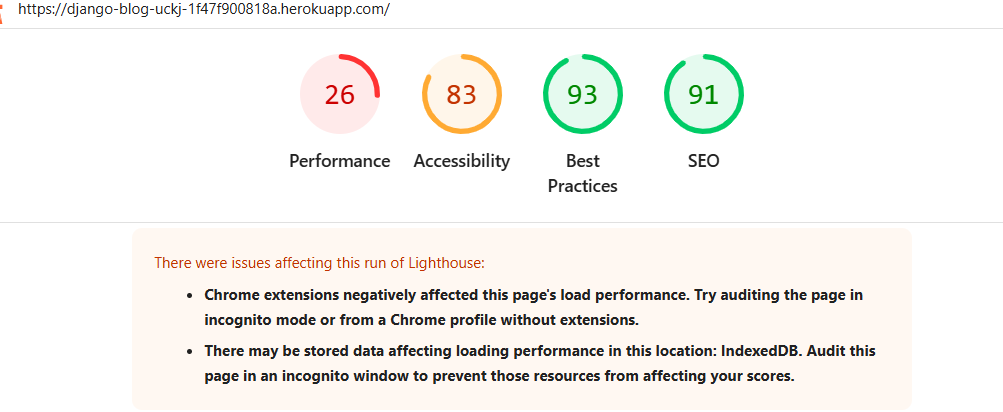 https://django-blog-uckj-1f47f900818a.herokuapp.com/
26 83 93 91
Performance Accessibility Best SEO
Practices
There were issues affecting this run of Lighthouse:
• Chrome extensions negatively affected this page's load performance. Try auditing the page in
incognito mode or from a Chrome profile without extensions.
• There may be stored data affecting loading performance in this location: IndexedDB. Audit this
page in an incognito window to prevent those resources from affecting your scores.